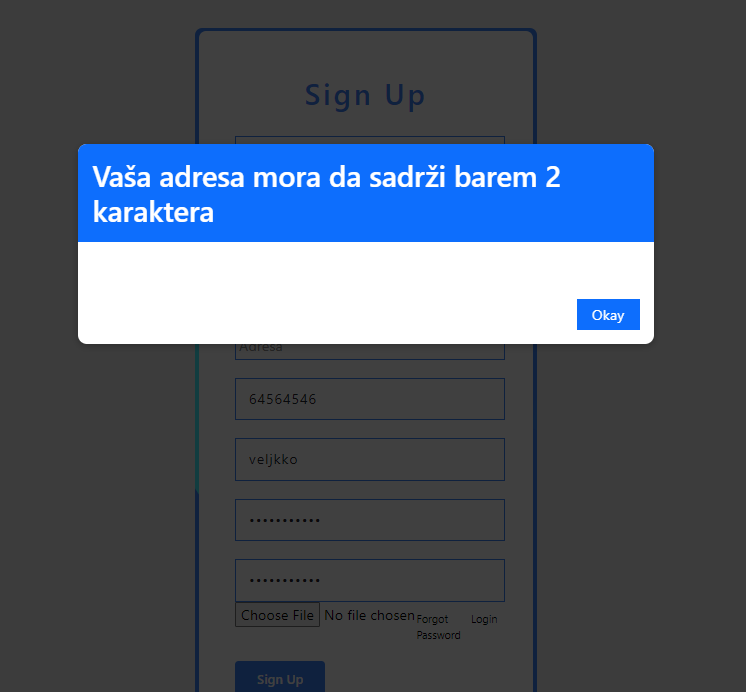 Sign Up
Vaša adresa mora da sadrži barem 2
karaktera
Okay
Adresa
64564546
veljkko
•••••••••••
•••••••••••
Choose File No file chosen Forgot Login
Password
Sign Up